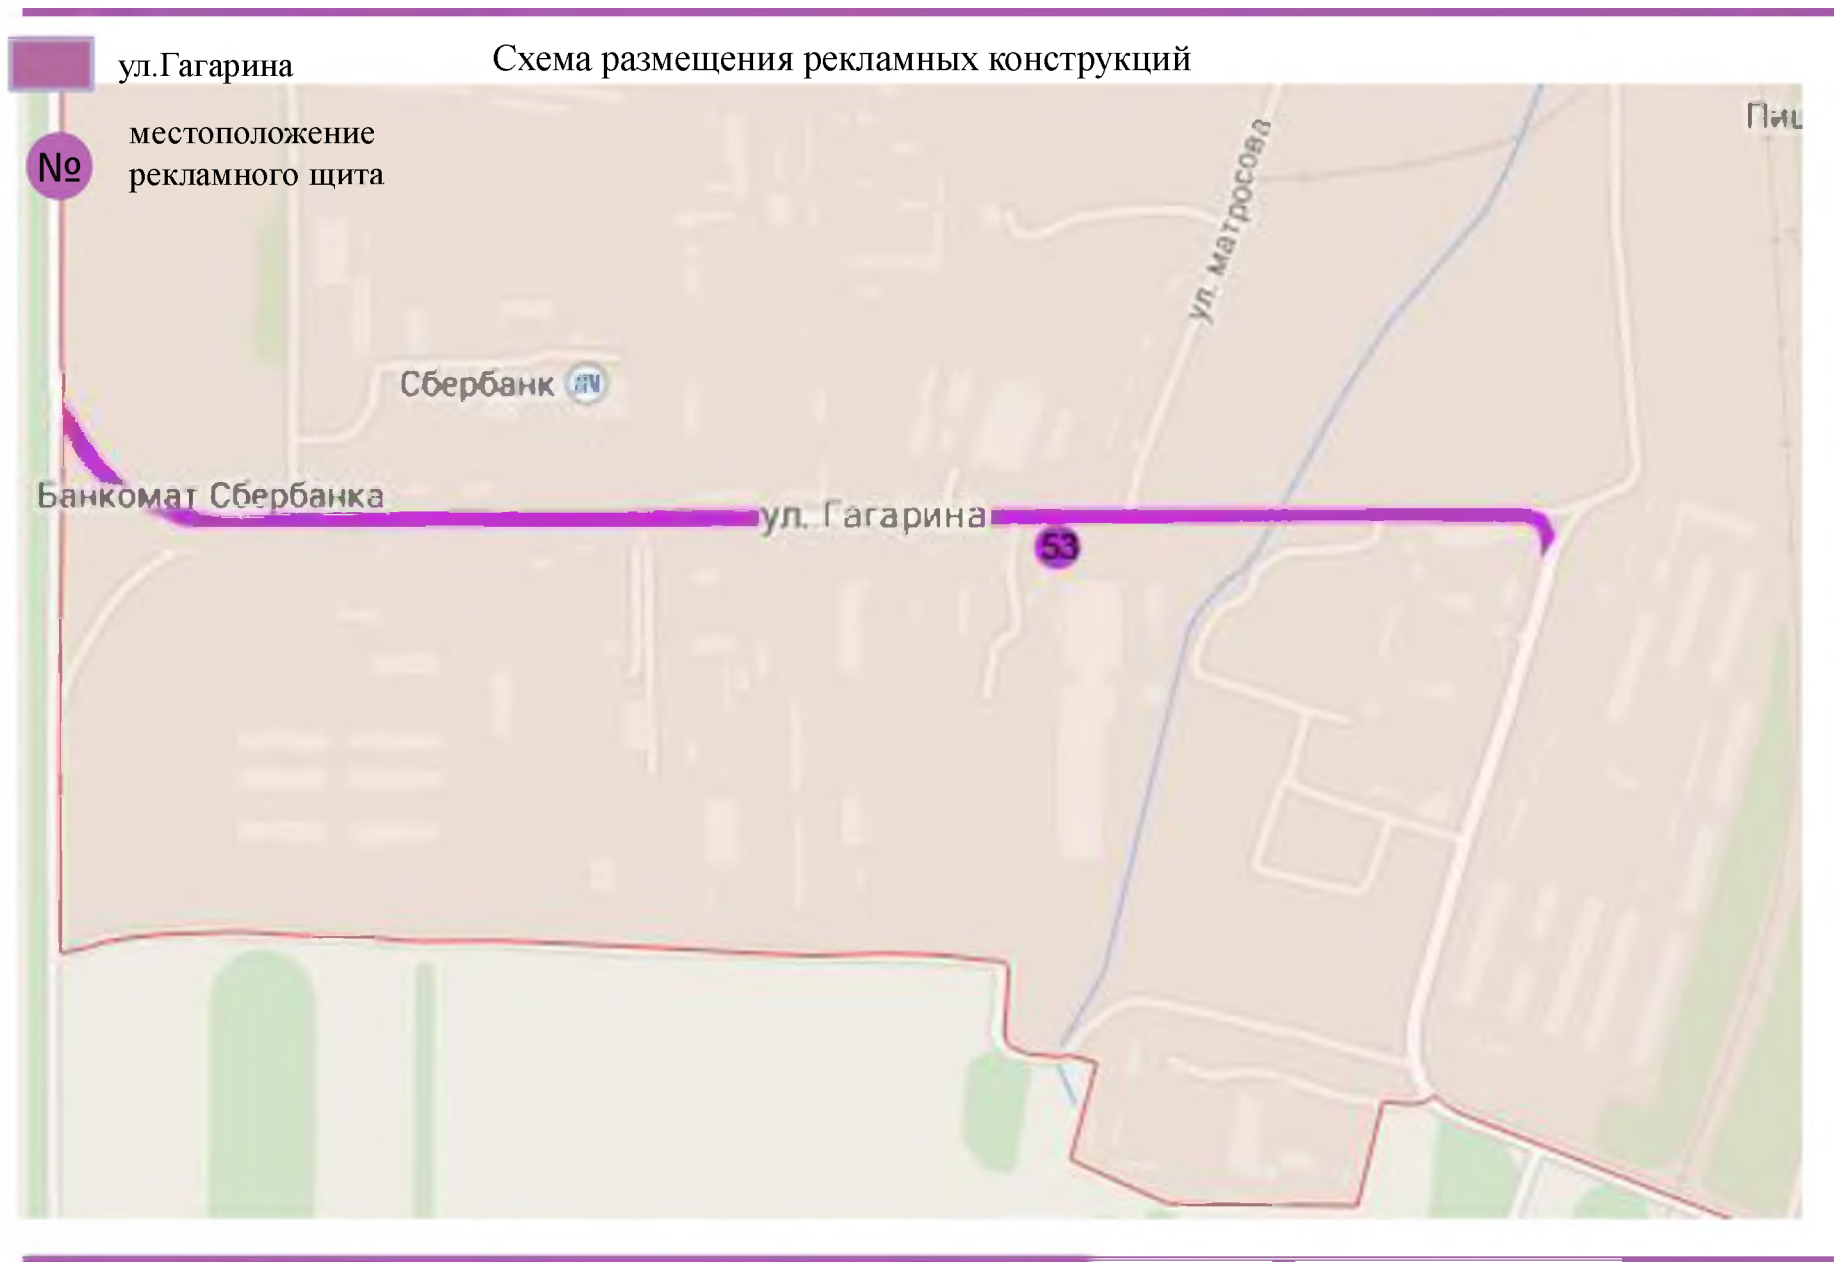 ул.Гагарина
Схема размещения рекламных конструкций
№
местоположение
рекламного щита
ул. матросова
Сбербанк
Банкомат Сбербанка
ул. Гагарина
53